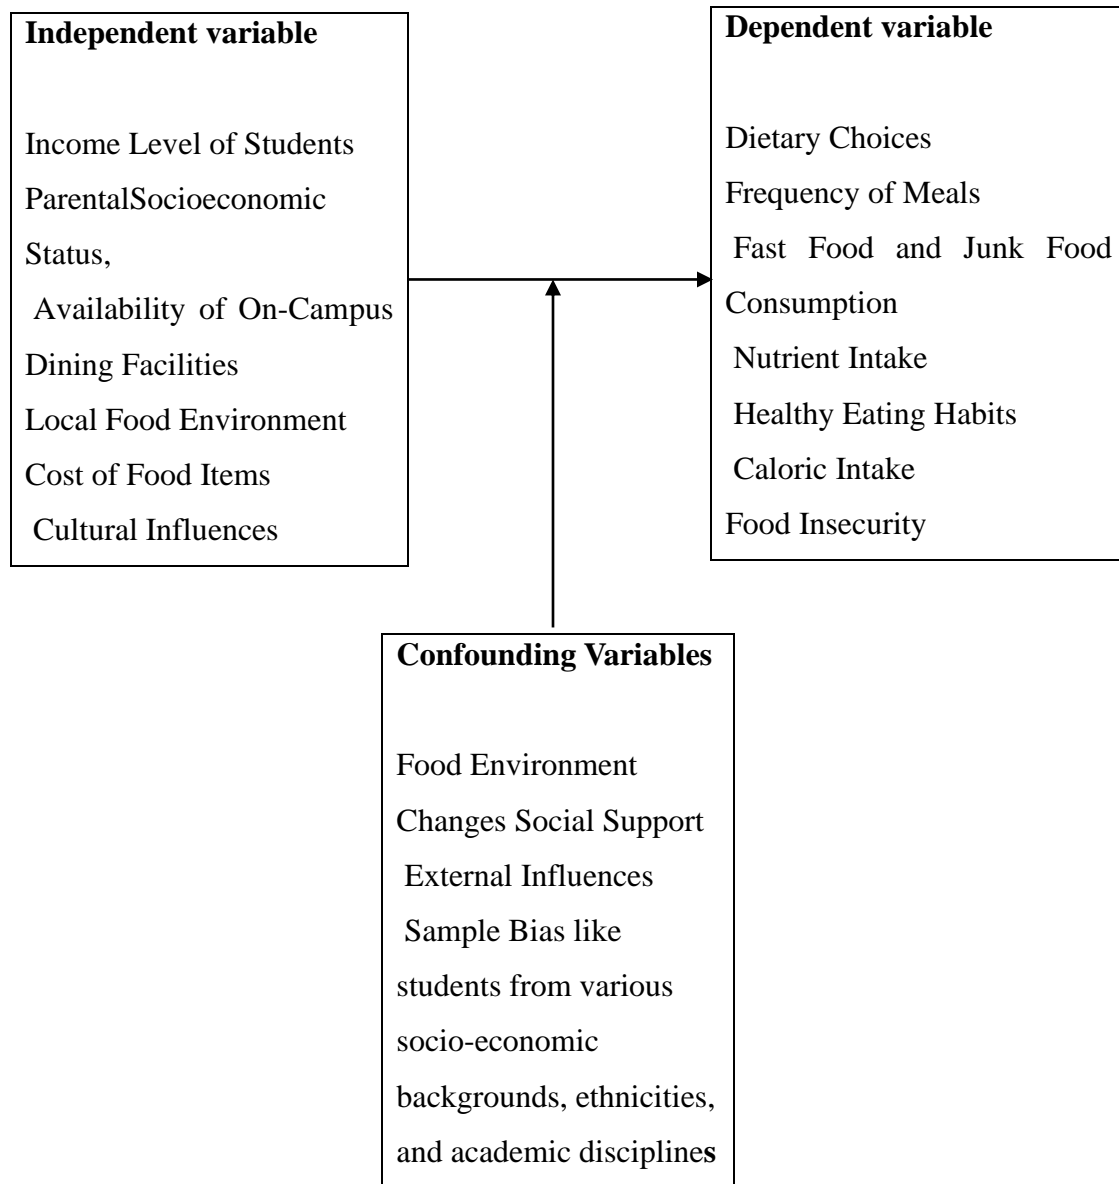 Independent variable
Income Level of Students
ParentalSocioeconomic
Status,
Availability of On-Campus
Dining Facilities
Local Food Environment
Cost of Food Items
Cultural Influences
Dependent variable
Dietary Choices
Frequency of Meals
Fast Food and Junk Food
Consumption
Nutrient Intake
Healthy Eating Habits
Caloric Intake
Food Insecurity
Confounding Variables
Food Environment
Changes Social Support
External Influences
Sample Bias like
students from various
socio-economic
backgrounds, ethnicities,
and academic disciplines